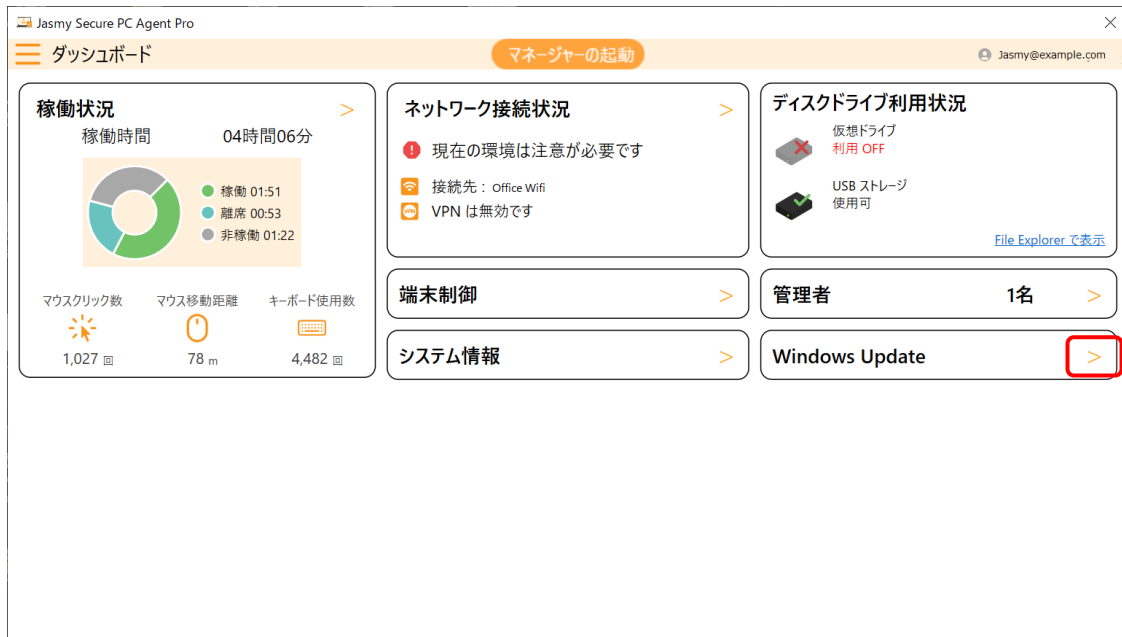 Jasmy Secure PC Agent Pro
ダッシュボード
マネージャーの起動
Jasmy@example.com
稼働状況 >
稼働時間 04時間06分
稼働 01:51
離席 00:53
非稼働 01:22
マウスクリック数 マウス移動距離 キーボード使用数
1,027 回 78 m 4,482 回
ネットワーク接続状況 >
現在の環境は注意が必要です
接続先 : Office Wifi
VPN VPN は無効です
端末制御 >
システム情報 >
ディスクドライブ利用状況
仮想ドライブ
利用 OFF
USB ストレージ
使用可
File Explorer で表示
管理者 1名 >
Windows Update >